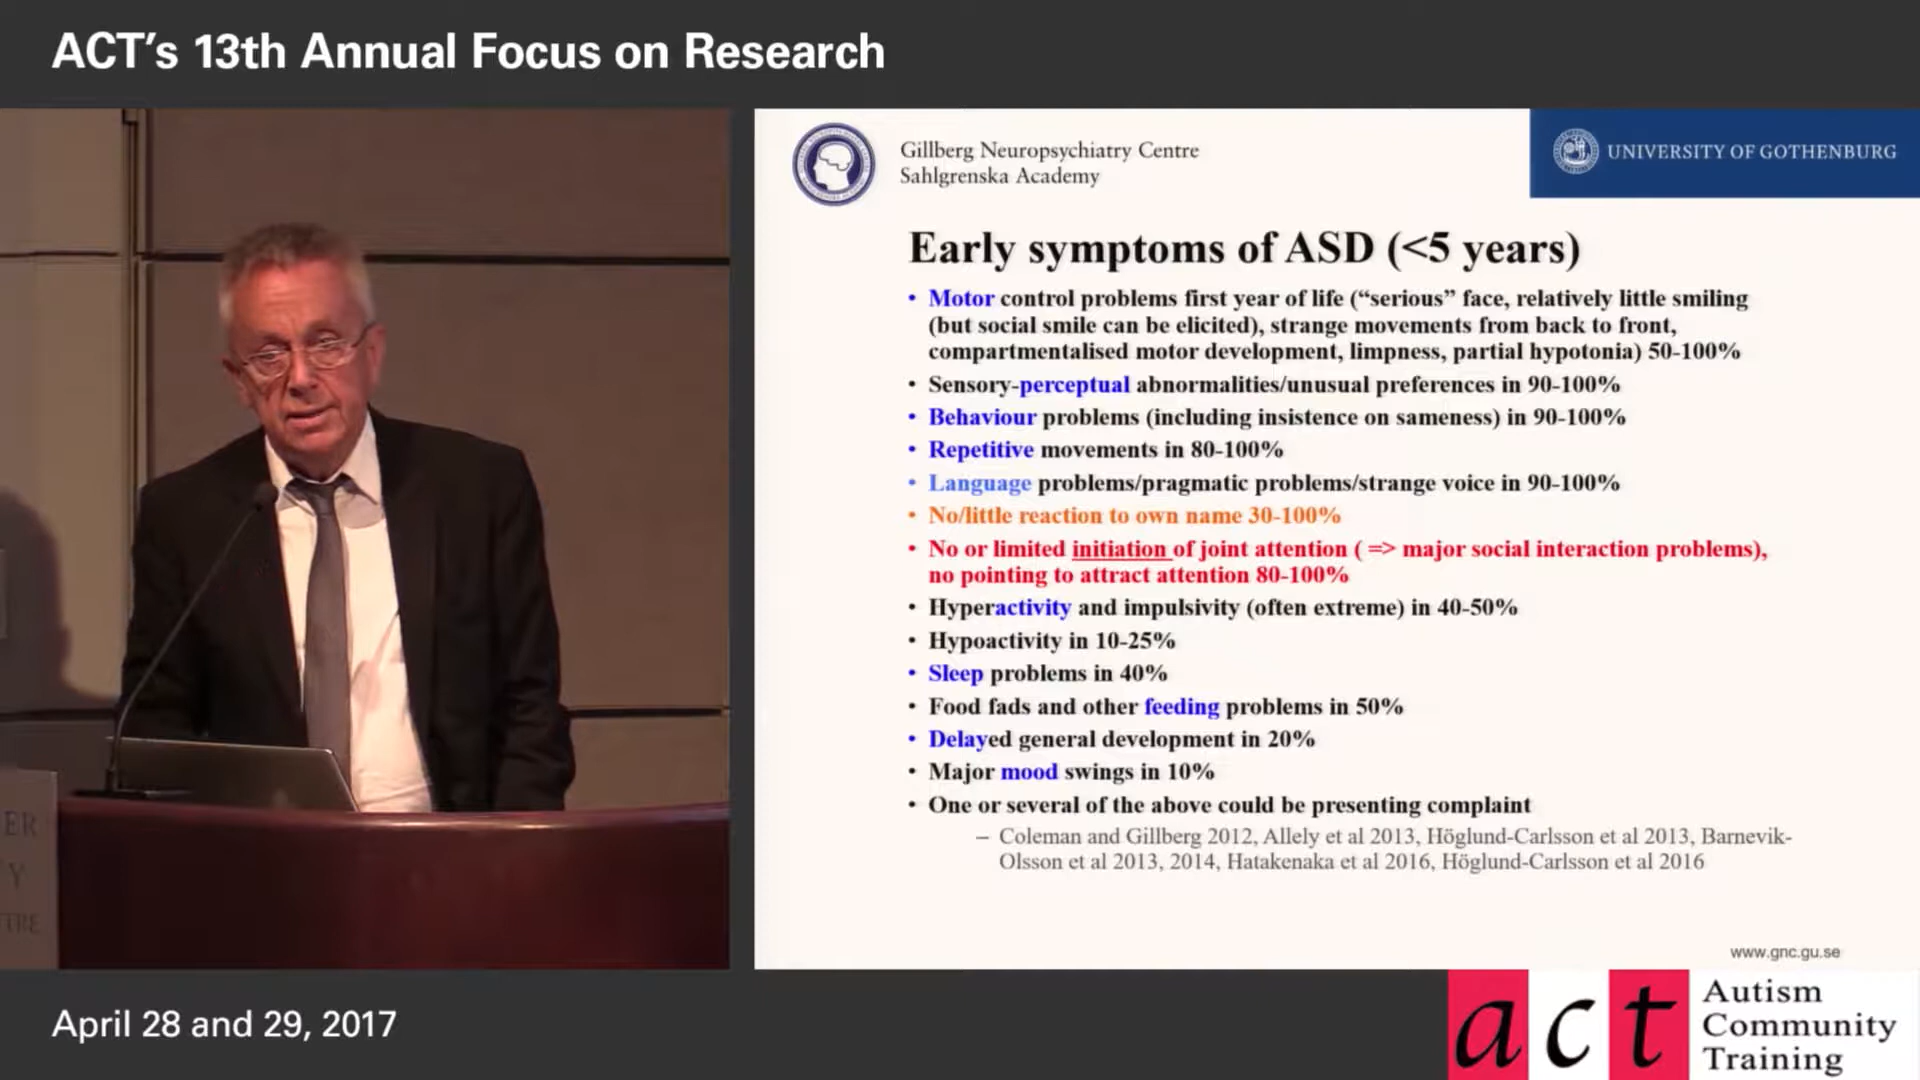 ACT's 13th Annual Focus on Research
Gillberg Neuropsychiatry Centre
Sahlgrenska Academy
UNIVERSITY OF GOTHENBURG
Early symptoms of ASD (<5 years)
• Motor control problems first year of life (“serious” face, relatively little smiling
(but social smile can be elicited), strange movements from back to front,
compartmentalised motor development, limpness, partial hypotonia) 50-100%
• Sensory-perceptual abnormalities/unusual preferences in 90-100%
• Behaviour problems (including insistence on sameness) in 90-100%
• Repetitive movements in 80-100%
• Language problems/pragmatic problems/strange voice in 90-100%
• No/little reaction to own name 30-100%
• No or limited initiation of joint attention ( => major social interaction problems),
no pointing to attract attention 80-100%
• Hyperactivity and impulsivity (often extreme) in 40-50%
• Hypoactivity in 10-25%
• Sleep problems in 40%
• Food fads and other feeding problems in 50%
• Delayed general development in 20%
• Major mood swings in 10%
• One or several of the above could be presenting complaint
– Coleman and Gillberg 2012, Allely et al 2013, Höglund-Carlsson et al 2013, Barnevik-
Olsson et al 2013, 2014, Hatakenaka et al 2016, Höglund-Carlsson et al 2016
www.gnc.gu.se
ER
Y
TRE
April 28 and 29, 2017
act
Autism
Community
Training